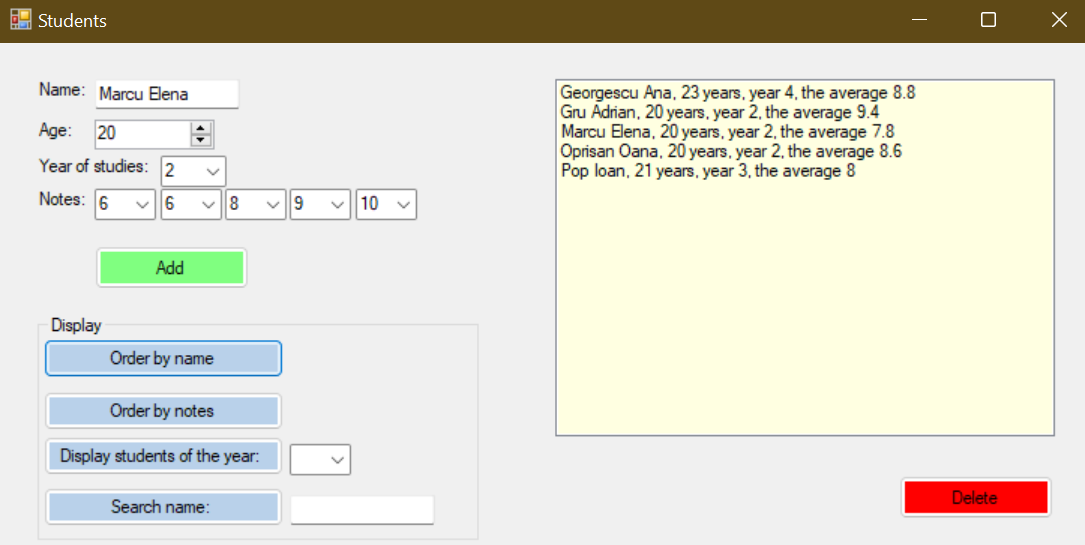 Students
Name: Marcu Elena
Age: 20
Year of studies: 2
Notes: 6 6 8 9 10
Add
Display
Order by name
Order by notes
Display students of the year:
Search name:
Georgescu Ana, 23 years, year 4, the average 8.8
Gru Adrian, 20 years, year 2, the average 9.4
Marcu Elena, 20 years, year 2, the average 7.8
Oprisan Oana, 20 years, year 2, the average 8.6
Pop Ioan, 21 years, year 3, the average 8
Delete